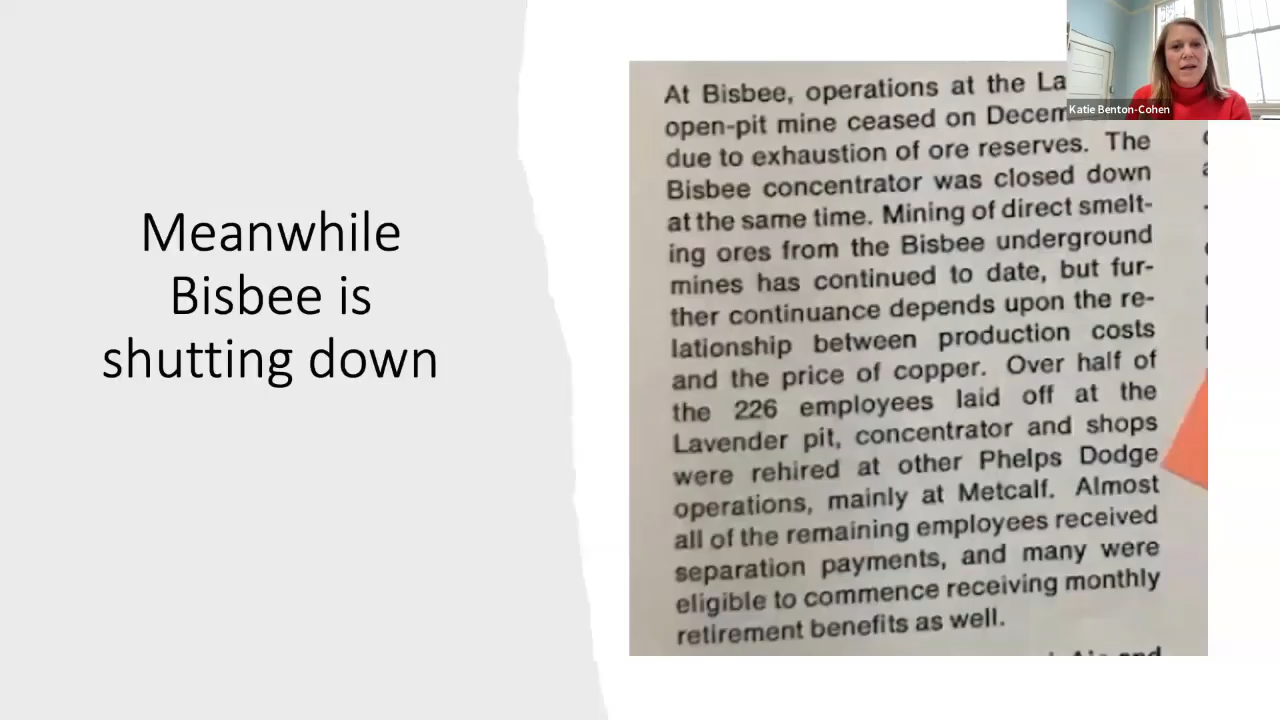 Meanwhile
Bisbee is
shutting down
Katie Benton-Cohen
At Bisbee, operations at the La
open-pit mine ceased on Decem
due to exhaustion of ore reserves. The
Bisbee concentrator was closed down
at the same time. Mining of direct smelt-
ing ores from the Bisbee underground
mines has continued to date, but fur-
ther continuance depends upon the re-
lationship between production costs
and the price of copper. Over half of
the 226 employees laid off at the
Lavender pit, concentrator and shops
were rehired at other Phelps Dodge
operations, mainly at Metcalf. Almost
all of the remaining employees received
separation payments, and many were
eligible to commence receiving monthly
retirement benefits as well.